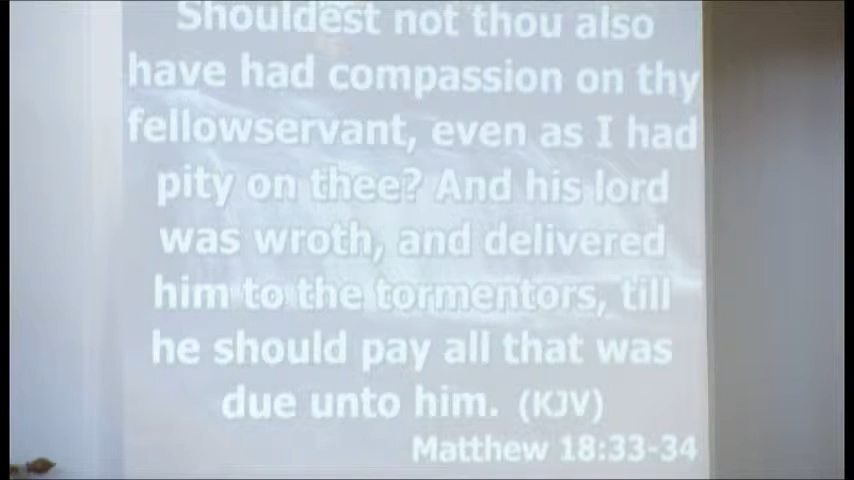 Shouldest not thou also
have had compassion on thy
fellowservant, even as I had
pity on thee? And his lord
was wroth, and delivered
him to the tormentors, till
he should pay all that was
due unto him. (KJV)
Matthew 18:33-34